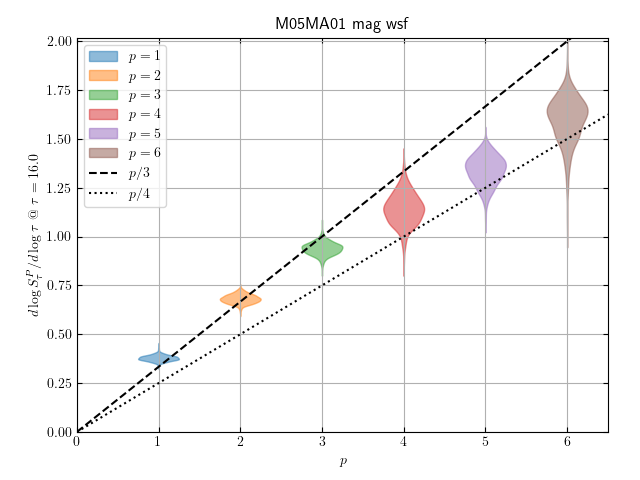 M05MA01 mag wsf
2.00
1.75
1.50
1.25
1.00
0.75
0.50
0.25
0.00
d log S_τ^P / d log τ @ τ = 16.0
p = 1
p = 2
p = 3
p = 4
p = 5
p = 6
p/3
p/4
0 1 2 3 4 5 6
p